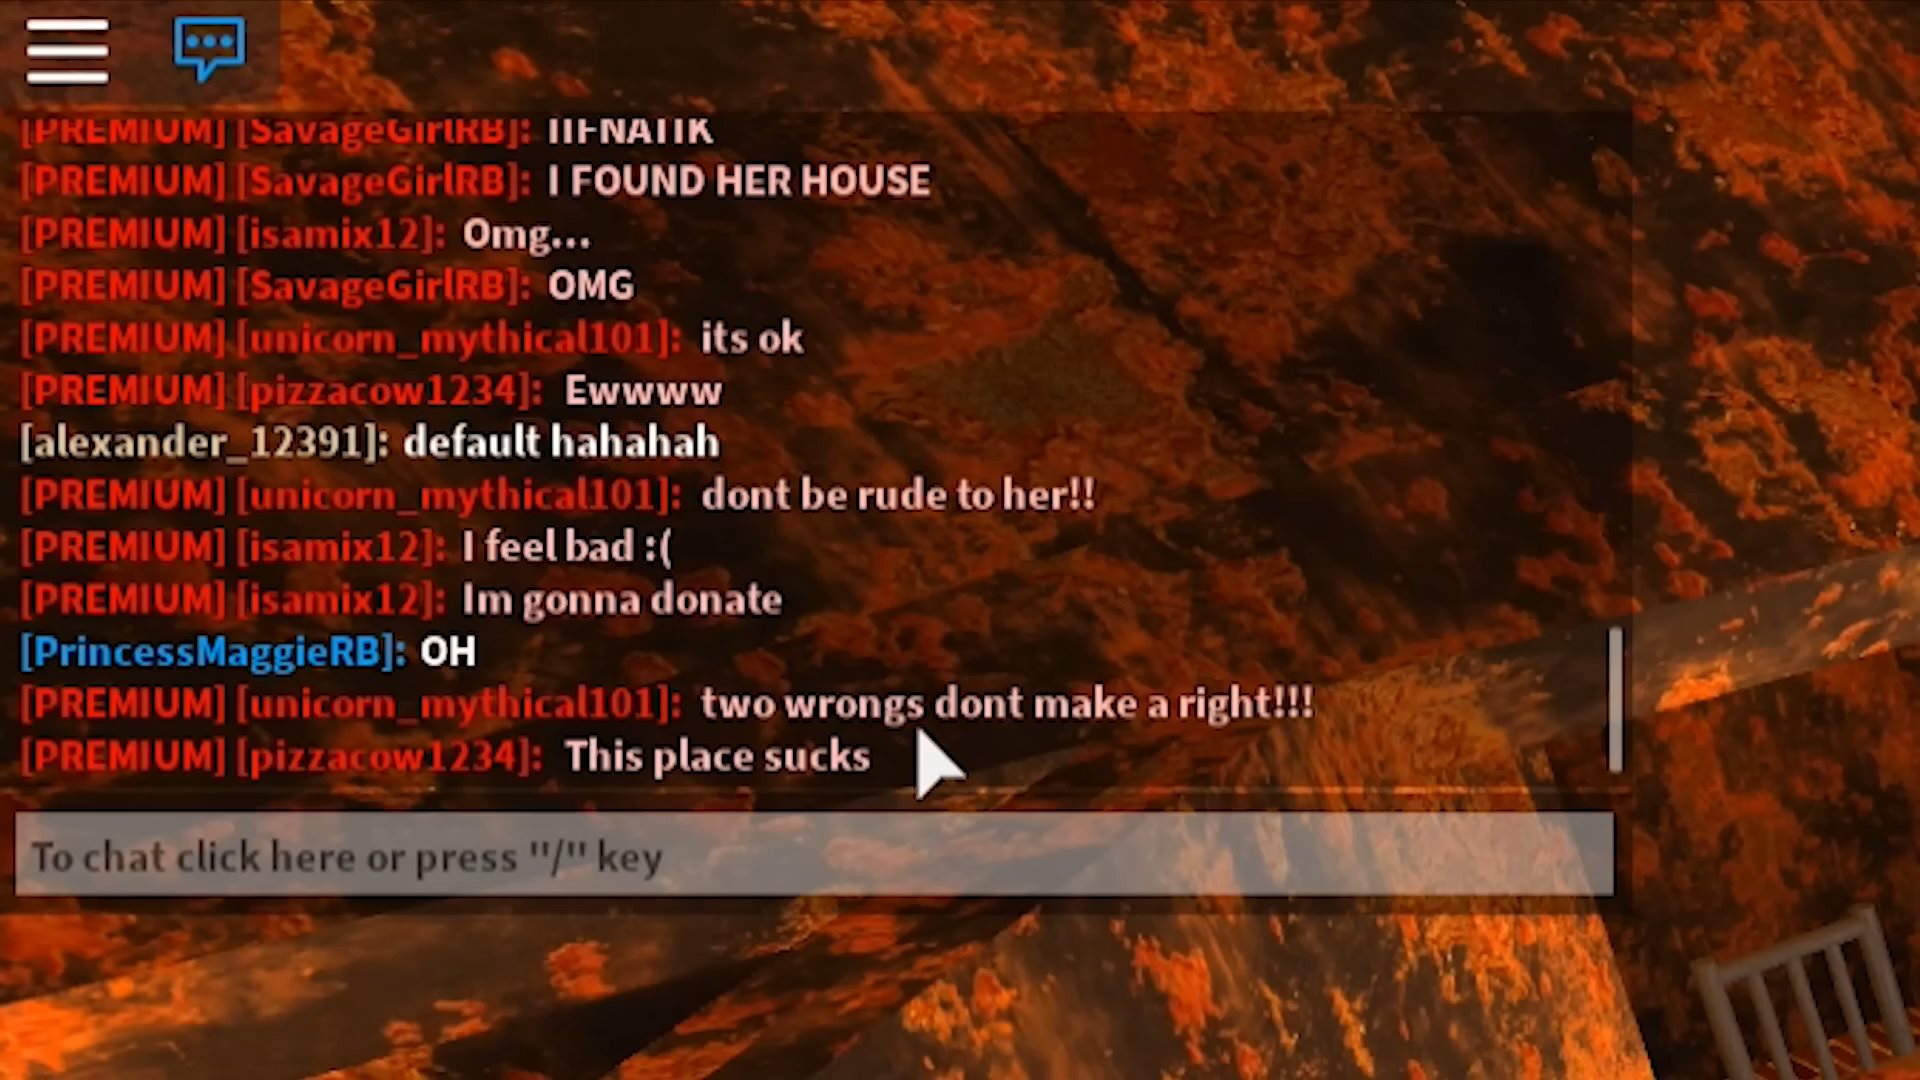 [PREMIUM] [SavageGirlRB]:
[PREMIUM] [SavageGirlRB]: I FOUND HER HOUSE
[PREMIUM] [isamix12]: Omg...
[PREMIUM] [SavageGirlRB]: OMG
[PREMIUM] [unicorn_mythical101]: its ok
[PREMIUM] [pizzacow1234]: Ewwww
[alexander_12391]: default hahahah
[PREMIUM] [unicorn_mythical101]: dont be rude to her!!
[PREMIUM] [isamix12]: I feel bad :(
[PREMIUM] [isamix12]: Im gonna donate
[PrincessMaggieRB]: OH
[PREMIUM] [unicorn_mythical101]: two wrongs dont make a right!!!
[PREMIUM] [pizzacow1234]: This place sucks
To chat click here or press "/" key